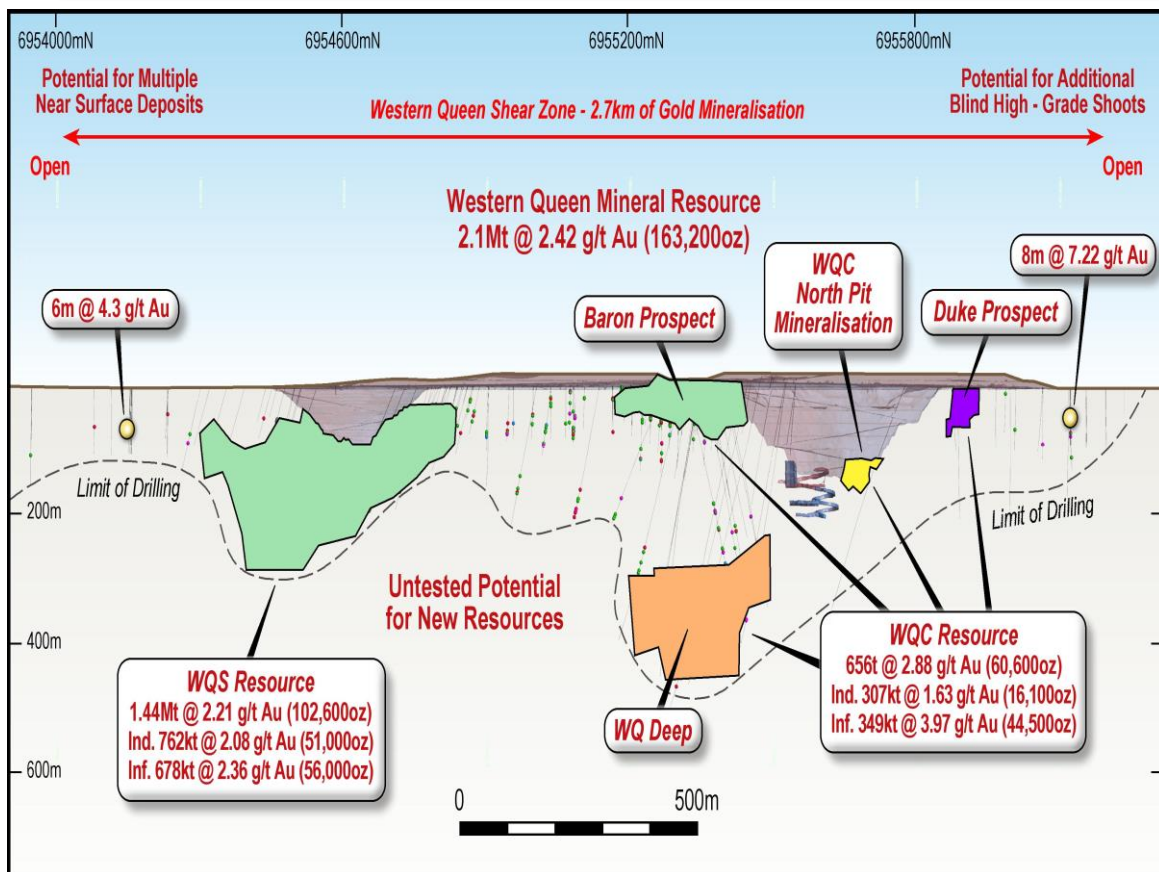 6954000mN
6954600mN
6955200mN
6955800mN
Potential for Multiple
Near Surface Deposits
Potential for Additional
Blind High - Grade Shoots
Western Queen Shear Zone - 2.7km of Gold Mineralisation
Open
Open
Western Queen Mineral Resource
2.1Mt @ 2.42 g/t Au (163,200oz)
6m @ 4.3 g/t Au
Baron Prospect
WQC
North Pit
Mineralisation
Duke Prospect
8m @ 7.22 g/t Au
Limit of Drilling
Limit of Drilling
200m
Untested Potential
for New Resources
400m
WQS Resource
1.44Mt @ 2.21 g/t Au (102,600oz)
Ind. 762kt @ 2.08 g/t Au (51,000oz)
Inf. 678kt @ 2.36 g/t Au (56,000oz)
WQ Deep
WQC Resource
656t @ 2.88 g/t Au (60,600oz)
Ind. 307kt @ 1.63 g/t Au (16,100oz)
Inf. 349kt @ 3.97 g/t Au (44,500oz)
600m
0
500m